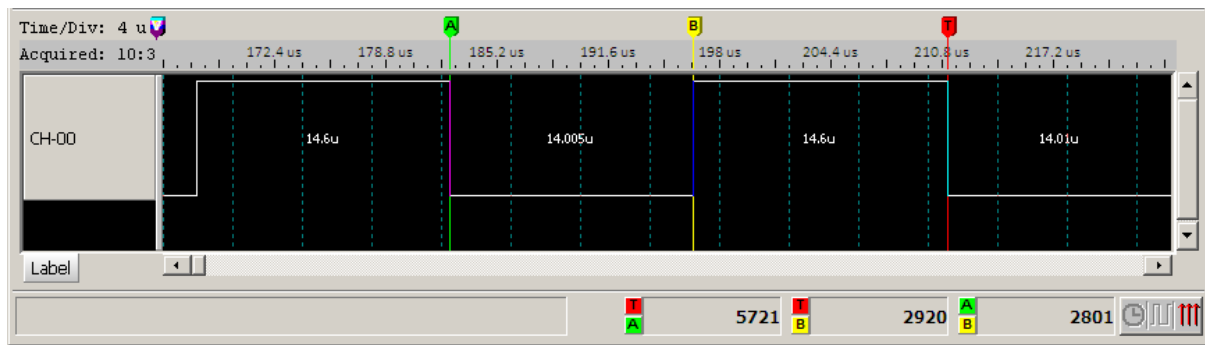 Time/Div: 4 u
A B T
Acquired: 10:3
172.4 us 178.8 us 185.2 us 191.6 us 198 us 204.4 us 210.8 us 217.2 us
CH-00 14.6u 14.005u 14.6u 14.01u
Label
T A 5721 T B 2920 A B 2801